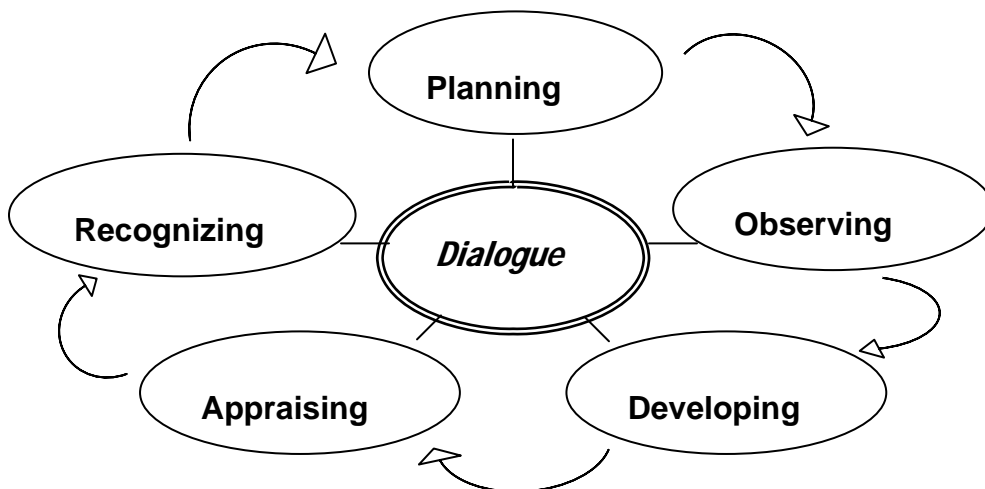 Planning
Recognizing
Observing
Dialogue
Appraising
Developing